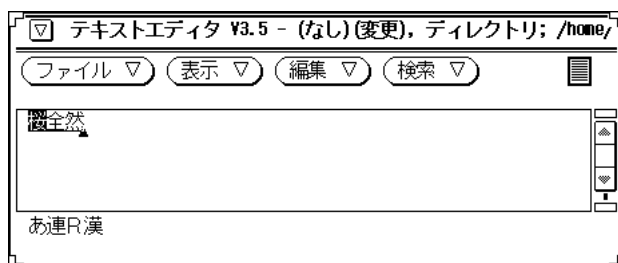 テキストエディタ V3.5 - (なし)(変更), ディレクトリ; /home/
ファイル 表示 編集 検索
桜全然
あ連R漢